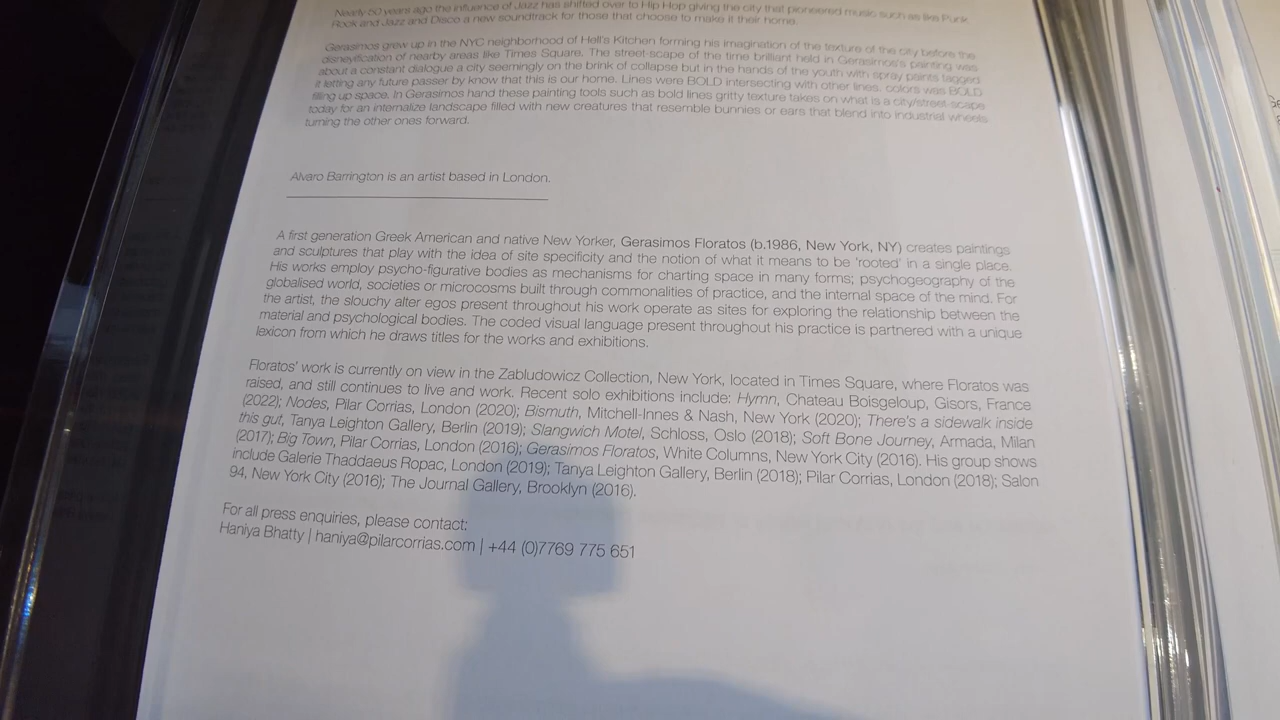 Nearly 50 years ago the influence of Jazz has shifted over to Hip Hop giving the city that pioneered music such as like Punk
Rock and Jazz and Disco a new soundtrack for those that choose to make it their home.
Gerasimos grew up in the NYC neighborhood of Hell's Kitchen forming his imagination of the texture of the city before the
disneyfication of nearby areas like Times Square. The street-scape of the time brilliant held in Gerasimos's painting was
about a constant dialogue a city seemingly on the brink of collapse but in the hands of the youth with spray paints tagged
it letting any future passer by know that this is our home. Lines were BOLD intersecting with other lines, colors was BOLD
filling up space. In Gerasimos hand these painting tools such as bold lines gritty texture takes on what is a city/street-scape
today for an internalize landscape filled with new creatures that resemble bunnies or ears that blend into industrial wheels
turning the other ones forward.
Alvaro Barrington is an artist based in London.
A first generation Greek American and native New Yorker, Gerasimos Floratos (b.1986, New York, NY) creates paintings
and sculptures that play with the idea of site specificity and the notion of what it means to be 'rooted' in a single place.
His works employ psycho-figurative bodies as mechanisms for charting space in many forms; psychogeography of the
globalised world, societies or microcosms built through commonalities of practice, and the internal space of the mind. For
the artist, the slouchy alter egos present throughout his work operate as sites for exploring the relationship between the
material and psychological bodies. The coded visual language present throughout his practice is partnered with a unique
lexicon from which he draws titles for the works and exhibitions.
Floratos' work is currently on view in the Zabludowicz Collection, New York, located in Times Square, where Floratos was
raised, and still continues to live and work. Recent solo exhibitions include: Hymn, Chateau Boisgeloup, Gisors, France
(2022); Nodes, Pilar Corrias, London (2020); Bismuth, Mitchell-Innes & Nash, New York (2020); There's a sidewalk inside
this gut, Tanya Leighton Gallery, Berlin (2019); Slangwich Motel, Schloss, Oslo (2018); Soft Bone Journey, Armada, Milan
(2017); Big Town, Pilar Corrias, London (2016); Gerasimos Floratos, White Columns, New York City (2016). His group shows
include Galerie Thaddaeus Ropac, London (2019); Tanya Leighton Gallery, Berlin (2018); Pilar Corrias, London (2018); Salon
94, New York City (2016); The Journal Gallery, Brooklyn (2016).
For all press enquiries, please contact:
Haniya Bhatty | haniya@pilarcorrias.com | +44 (0)7769 775 651